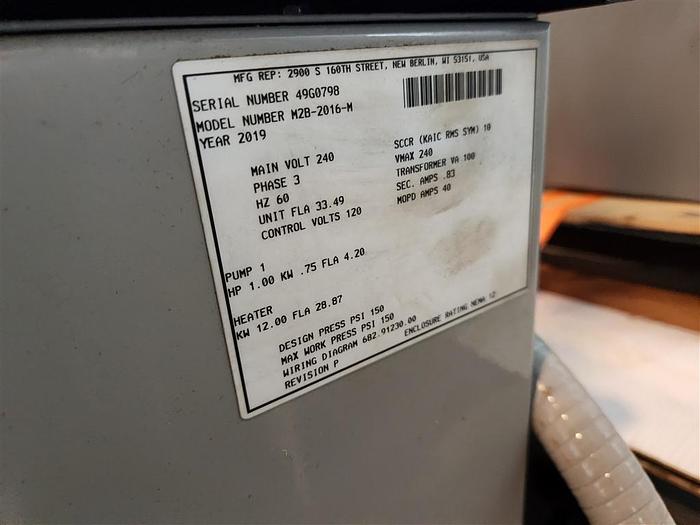 MFG REP: 2900 S 160TH STREET, NEW BERLIN, WI 53151, USA
SERIAL NUMBER 49G0798
MODEL NUMBER M2B-2016-M
YEAR 2019
MAIN VOLT 240
PHASE 3
HZ 60
UNIT FLA 33.49
CONTROL VOLTS 120
SCCR (KAIC RMS SYM) 10
VMAX 240
TRANSFORMER VA 100
SEC. AMPS .83
MOPD AMPS 40
PUMP 1
HP 1.00 KW .75 FLA 4.20
HEATER
KW 12.00 FLA 28.87
DESIGN PRESS PSI 150
MAX WORK PRESS PSI 150
WIRING DIAGRAM 682.91230.00
REVISION P
ENCLOSURE RATING NEMA 12